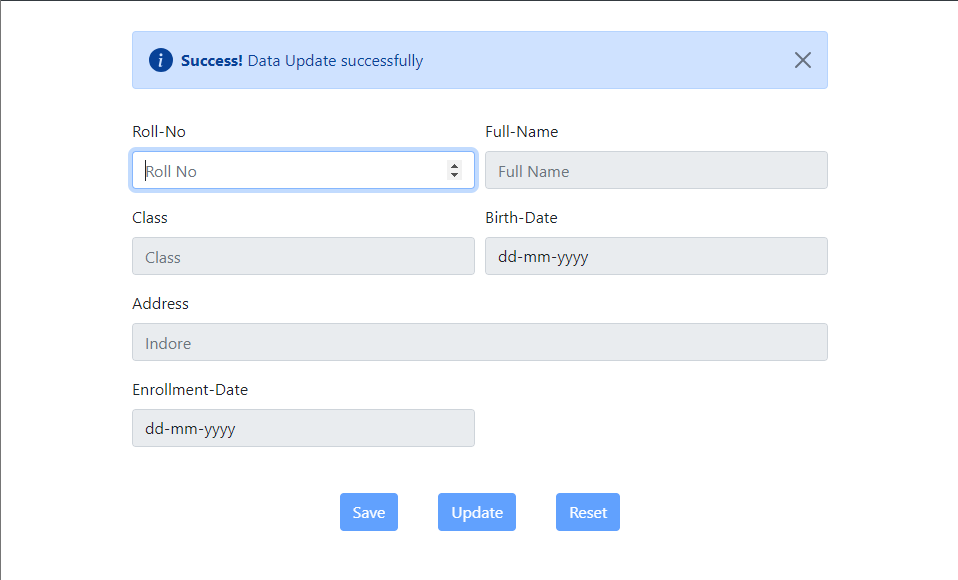 Success! Data Update successfully
Roll-No Full-Name
Roll No Full Name
Class Birth-Date
Class dd-mm-yyyy
Address
Indore
Enrollment-Date
dd-mm-yyyy
Save Update Reset